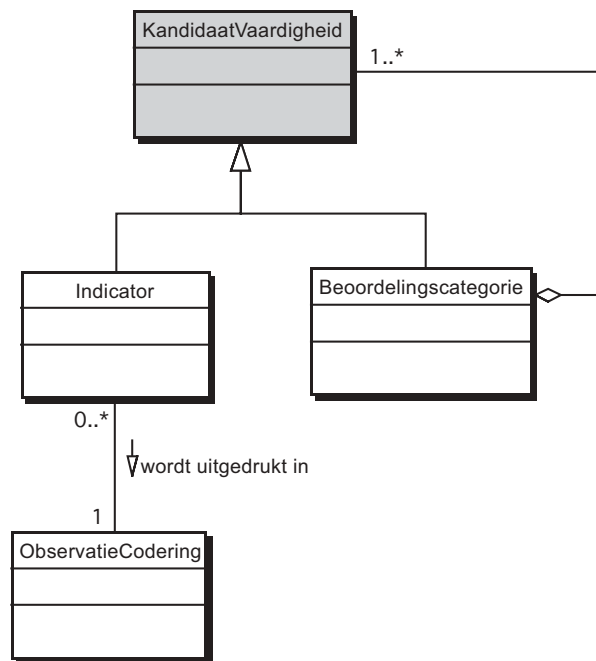 KandidaatVaardigheid
1..*
Indicator
Beoordelingscategorie
0..*
wordt uitgedrukt in
1
ObservatieCodering